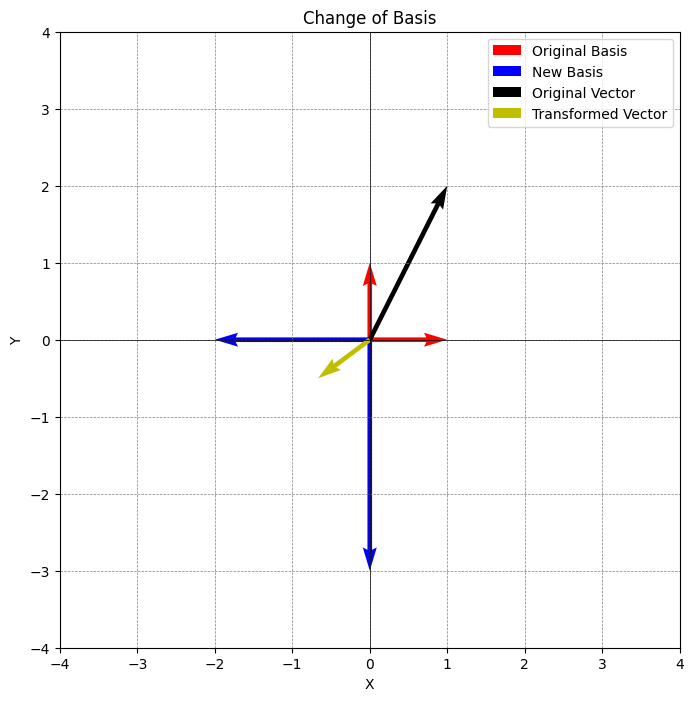 Change of Basis
Original Basis
New Basis
Original Vector
Transformed Vector
4
3
2
1
0
−1
−2
−3
−4
Y
−4 −3 −2 −1 0 1 2 3 4
X